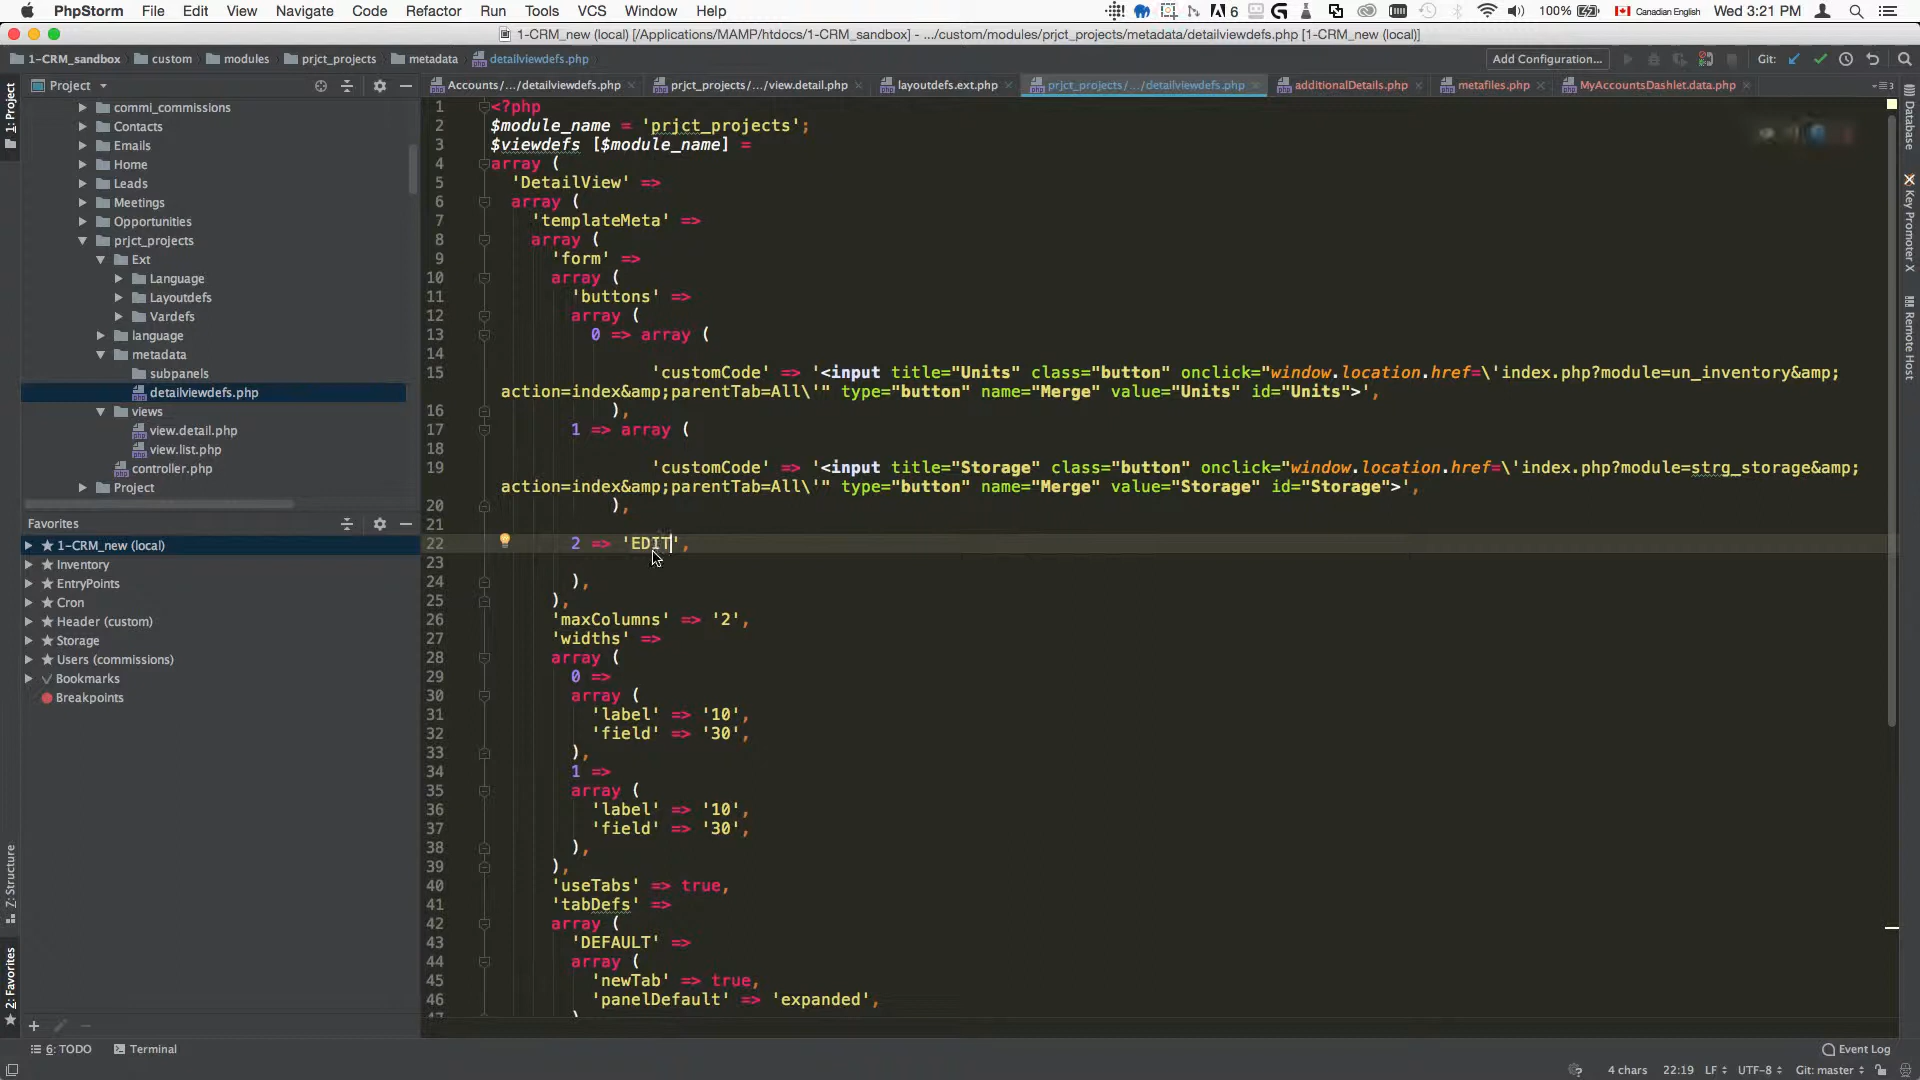 PhpStorm File Edit View Navigate Code Refactor Run Tools VCS Window Help 6 100% Canadian English Wed 3:21 PM
1-CRM_new (local) [/Applications/MAMP/htdocs/1-CRM_sandbox] - .../custom/modules/prjct_projects/metadata/detailviewdefs.php [1-CRM_new (local)]
1-CRM_sandbox custom modules prjct_projects metadata detailviewdefs.php Add Configuration... Git:
Project
Accounts/.../detailviewdefs.php prjct_projects/.../view.detail.php layoutdefs.ext.php prjct_projects/.../detailviewdefs.php additionalDetails.php metafiles.php MyAccountsDashlet.data.php 3
1: Project
commi_commissions
Contacts
Emails
Home
Leads
Meetings
Opportunities
prjct_projects
Ext
Language
Layoutdefs
Vardefs
language
metadata
subpanels
detailviewdefs.php
views
view.detail.php
view.list.php
controller.php
Project
Favorites
1-CRM_new (local)
Inventory
EntryPoints
Cron
Header (custom)
Storage
Users (commissions)
Bookmarks
Breakpoints
Z: Structure
2: Favorites
1 <?php
2 $module_name = 'prjct_projects';
3 $viewdefs [$module_name] =
4 array (
5 'DetailView' =>
6 array (
7 'templateMeta' =>
8 array (
9 'form' =>
10 array (
11 'buttons' =>
12 array (
13 0 => array (
14
15 'customCode' => '<input title="Units" class="button" onclick="window.location.href=\'index.php?module=un_inventory&amp;
action=index&amp;parentTab=All\'" type="button" name="Merge" value="Units" id="Units">',
16 ),
17 1 => array (
18
19 'customCode' => '<input title="Storage" class="button" onclick="window.location.href=\'index.php?module=strg_storage&amp;
action=index&amp;parentTab=All\'" type="button" name="Merge" value="Storage" id="Storage">',
20 ),
21
22 2 => 'EDIT',
23
24 ),
25 ),
26 'maxColumns' => '2',
27 'widths' =>
28 array (
29 0 =>
30 array (
31 'label' => '10',
32 'field' => '30',
33 ),
34 1 =>
35 array (
36 'label' => '10',
37 'field' => '30',
38 ),
39 ),
40 'useTabs' => true,
41 'tabDefs' =>
42 array (
43 'DEFAULT' =>
44 array (
45 'newTab' => true,
46 'panelDefault' => 'expanded',
47 )
Database
Key Promoter X
Remote Host
6: TODO Terminal Event Log
4 chars 22:19 LF UTF-8 Git: master